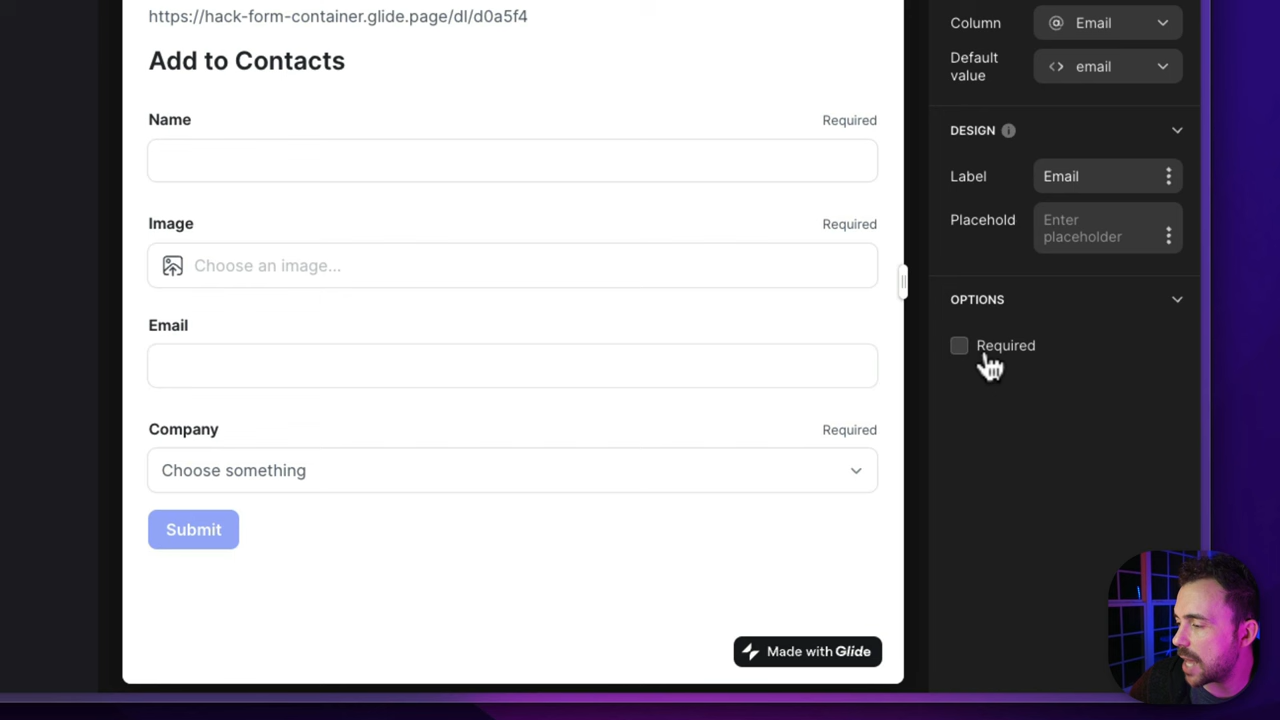 https://hack-form-container.glide.page/dl/d0a5f4
Add to Contacts
Name
Required
Image
Required
Choose an image...
Email
Company
Required
Choose something
Submit
Made with Glide
Column
Email
Default
value
email
DESIGN
Label
Email
Placehold
Enter
placeholder
OPTIONS
Required